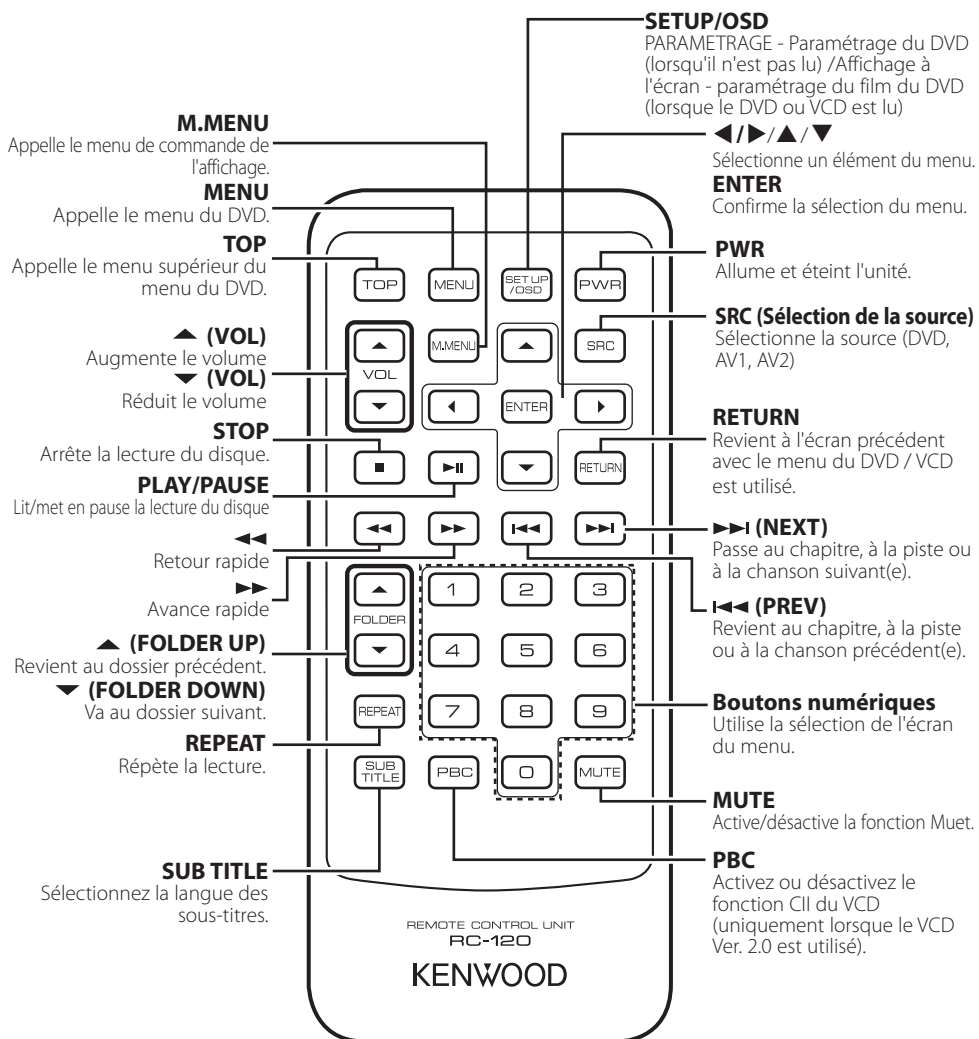 SETUP/OSD
PARAMETRAGE - Paramétrage du DVD
(lorsqu'il n'est pas lu) /Affichage à
l'écran - paramétrage du film du DVD
(lorsque le DVD ou VCD est lu)
M.MENU
Appelle le menu de commande de
l'affichage.
◀/▶/▲/▼
Sélectionne un élément du menu.
ENTER
Confirme la sélection du menu.
MENU
Appelle le menu du DVD.
TOP
Appelle le menu supérieur du
menu du DVD.
PWR
Allume et éteint l'unité.
▲ (VOL)
Augmente le volume
▼ (VOL)
Réduit le volume
SRC (Sélection de la source)
Sélectionne la source (DVD,
AV1, AV2)
STOP
Arrête la lecture du disque.
PLAY/PAUSE
Lit/met en pause la lecture du disque
RETURN
Revient à l'écran précédent
avec le menu du DVD / VCD
est utilisé.
◀◀
Retour rapide
▶▶
Avance rapide
▶▶I (NEXT)
Passe au chapitre, à la piste ou
à la chanson suivant(e).
I◀◀ (PREV)
Revient au chapitre, à la piste
ou à la chanson précédent(e).
▲ (FOLDER UP)
Revient au dossier précédent.
▼ (FOLDER DOWN)
Va au dossier suivant.
REPEAT
Répète la lecture.
Boutons numériques
Utilise la sélection de l'écran
du menu.
MUTE
Active/désactive la fonction Muet.
SUB TITLE
Sélectionnez la langue des
sous-titres.
PBC
Activez ou désactivez le
fonction CII du VCD
(uniquement lorsque le VCD
Ver. 2.0 est utilisé).
TOP MENU SET UP PWR
/OSD
M.MENU SRC
VOL
ENTER
RETURN
1 2 3
FOLDER
4 5 6
REPEAT 7 8 9
SUB
TITLE PBC 0 MUTE
REMOTE CONTROL UNIT
RC-120
KENWOOD